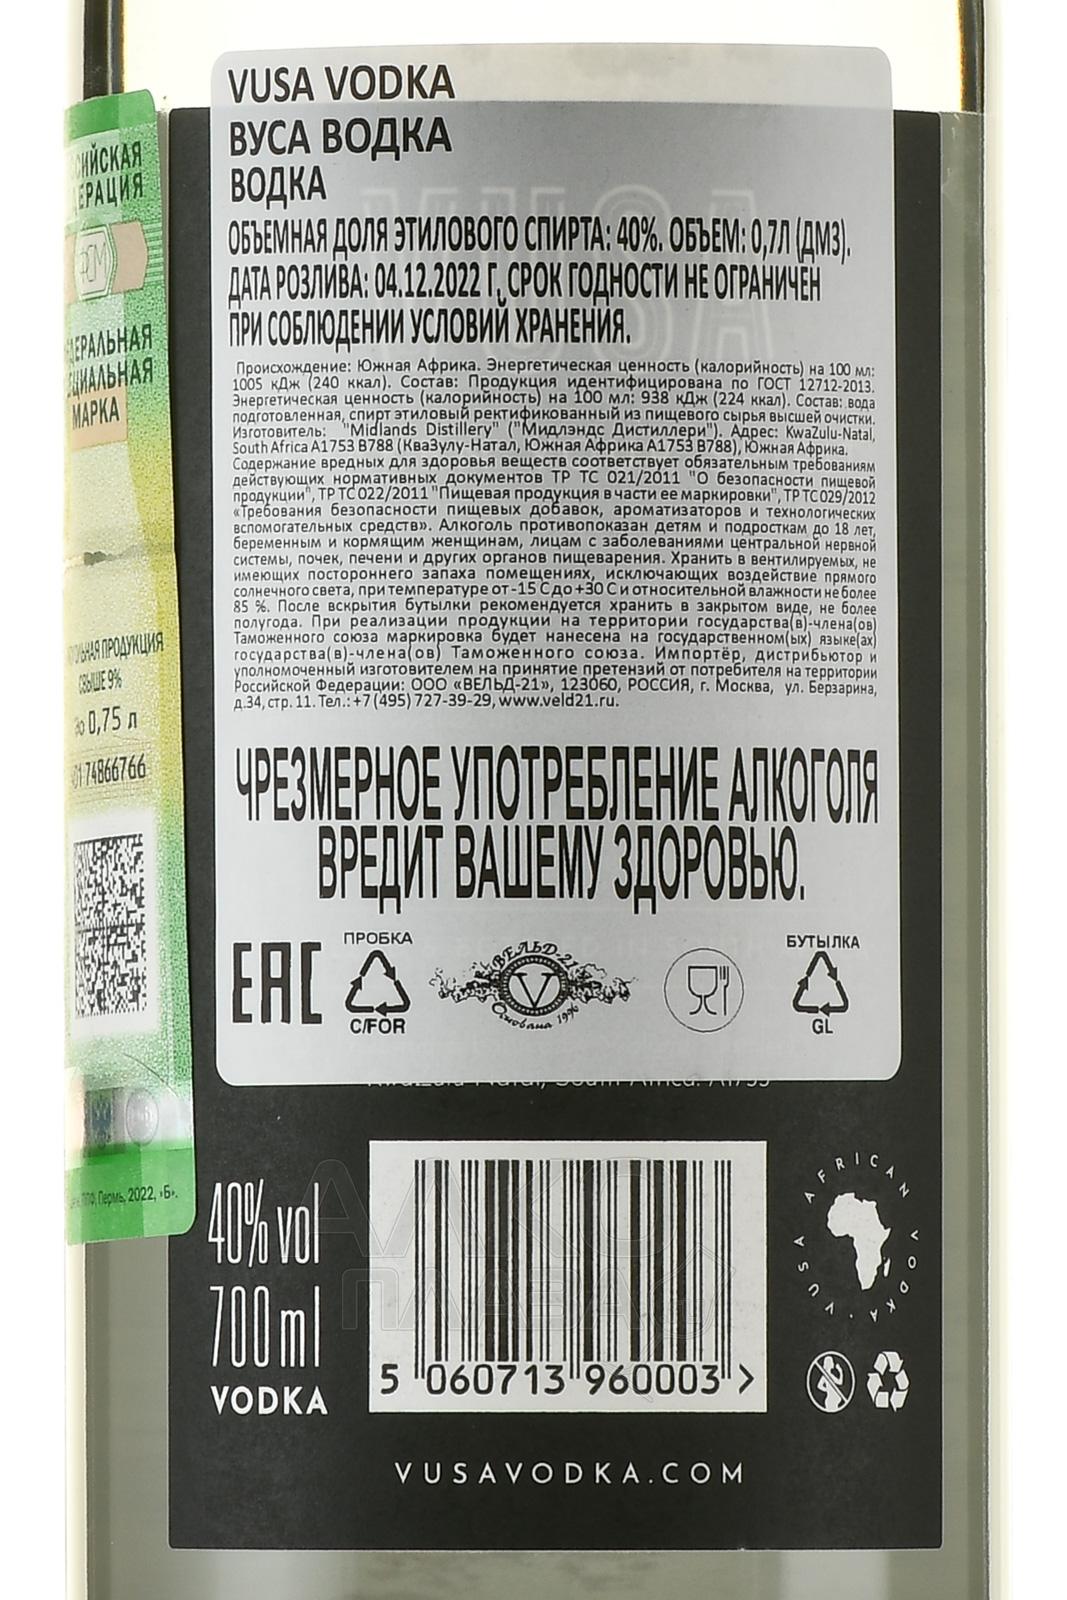 VUSA VODKA
ВУСА ВОДКА
ВОДКА
ОБЪЕМНАЯ ДОЛЯ ЭТИЛОВОГО СПИРТА: 40%. ОБЪЕМ: 0,7Л (ДМ3).
ДАТА РОЗЛИВА: 04.12.2022 Г. СРОК ГОДНОСТИ НЕ ОГРАНИЧЕН
ПРИ СОБЛЮДЕНИИ УСЛОВИЙ ХРАНЕНИЯ.
Происхождение: Южная Африка. Энергетическая ценность (калорийность) на 100 мл:
1005 кДж (240 ккал). Состав: Продукция идентифицирована по ГОСТ 12712-2013.
Энергетическая ценность (калорийность) на 100 мл: 938 кДж (224 ккал). Состав: вода
подготовленная, спирт этиловый ректификованный из пищевого сырья высшей очистки.
Изготовитель: "Midlands Distillery" ("Мидлэндс Дистиллери"). Адрес: KwaZulu-Natal,
South Africa A1753 B788 (КваЗулу-Натал, Южная Африка A1753 B788), Южная Африка.
Содержание вредных для здоровья веществ соответствует обязательным требованиям
действующих нормативных документов ТР ТС 021/2011 "О безопасности пищевой
продукции", ТР ТС 022/2011 "Пищевая продукция в части ее маркировки", ТР ТС 029/2012
«Требования безопасности пищевых добавок, ароматизаторов и технологических
вспомогательных средств». Алкоголь противопоказан детям и подросткам до 18 лет,
беременным и кормящим женщинам, лицам с заболеваниями центральной нервной
системы, почек, печени и других органов пищеварения. Хранить в вентилируемых, не
имеющих постороннего запаха помещениях, исключающих воздействие прямого
солнечного света, при температуре от -15 С до +30 С и относительной влажности не более
85 %. После вскрытия бутылки рекомендуется хранить в закрытом виде, не более
полугода. При реализации продукции на территории государства(в)-члена(ов)
Таможенного союза маркировка будет нанесена на государственном(ых) языке(ах)
государства(в)-члена(ов) Таможенного союза. Импортёр, дистрибьютор и
уполномоченный изготовителем на принятие претензий от потребителя на территории
Российской Федерации: ООО «ВЕЛЬД-21», 123060, РОССИЯ, г. Москва, ул. Берзарина,
д.34, стр. 11. Тел.: +7 (495) 727-39-29, www.veld21.ru.
ЧРЕЗМЕРНОЕ УПОТРЕБЛЕНИЕ АЛКОГОЛЯ
ВРЕДИТ ВАШЕМУ ЗДОРОВЬЮ.
EAC
ПРОБКА
C/FOR
ВЕЛЬД-21
V
Основана 1996
БУТЫЛКА
GL
40% vol
700 ml
VODKA
5 060713 960003 >
VUSA AFRICAN VODKA
VUSAVODKA.COM
МАРКА
СВЫШЕ 9%
0,75 л
74866766
Пермь, 2022, «Б».
АЛКО
ПЛАЗА